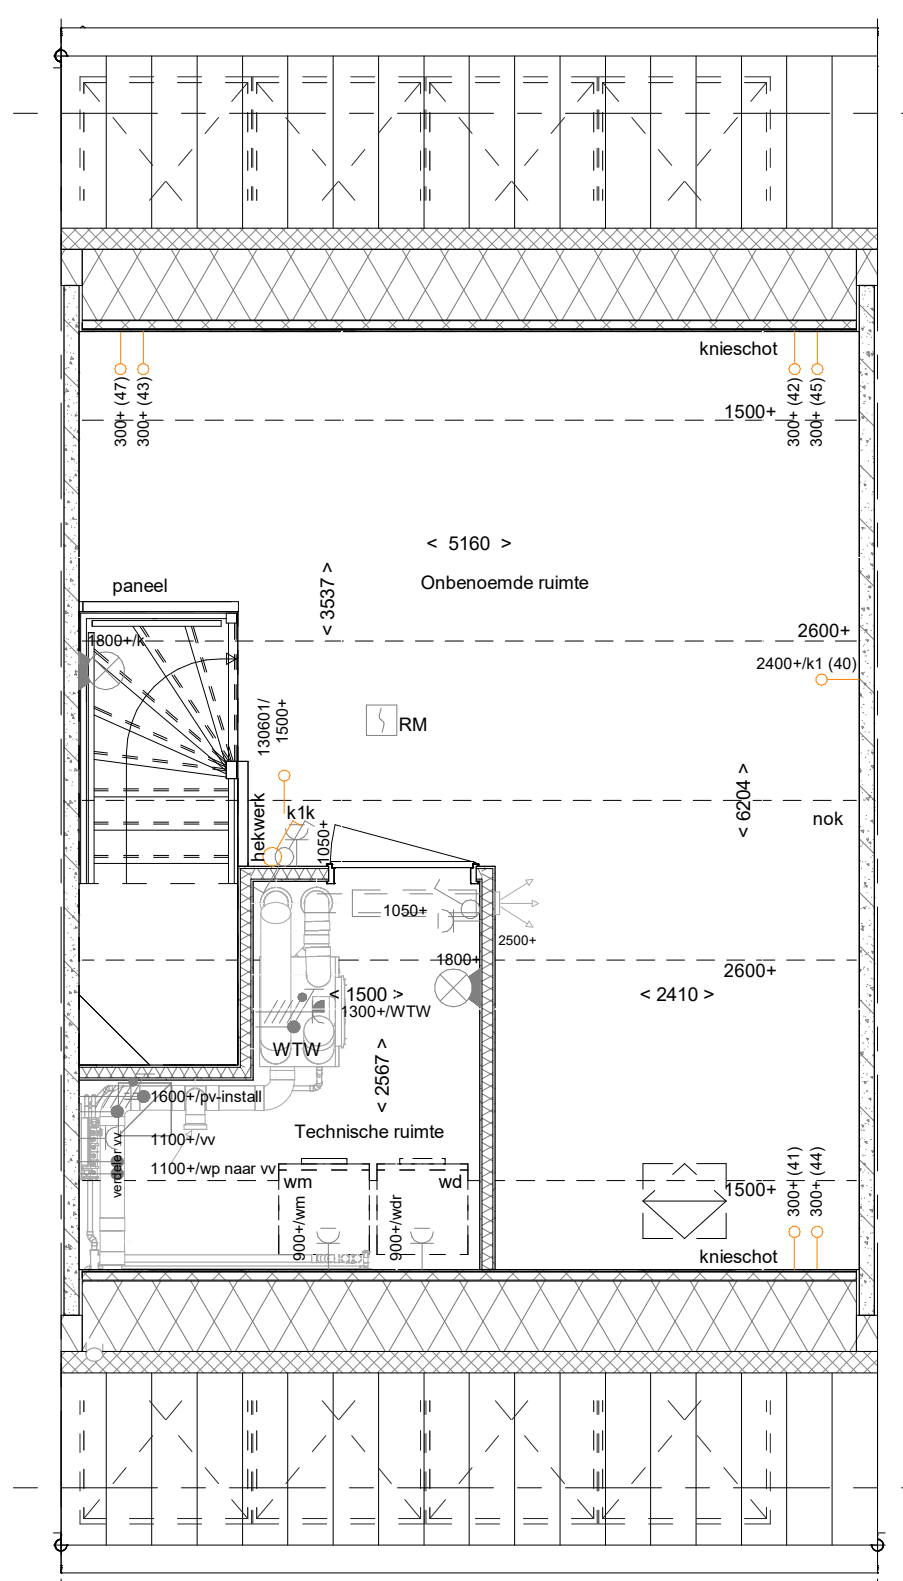 knieschot
300+ (47)
300+ (43)
300+ (42)
300+ (45)
1500+
< 5160 >
Onbenoemde ruimte
< 3537 >
paneel
2600+
1800+/k
2400+/k1 (40)
130601/
1500+
RM
< 6204 >
hekwerk
k1k
1050+
nok
1050+
2500+
1800+
2600+
< 1500 >
< 2410 >
1300+/WTW
WTW
< 2567 >
1600+/pv-install
Technische ruimte
1100+/vv
verdeler vv
1100+/wp naar vv
wm
wd
900+/wm
900+/wdr
1500+
300+ (41)
300+ (44)
knieschot